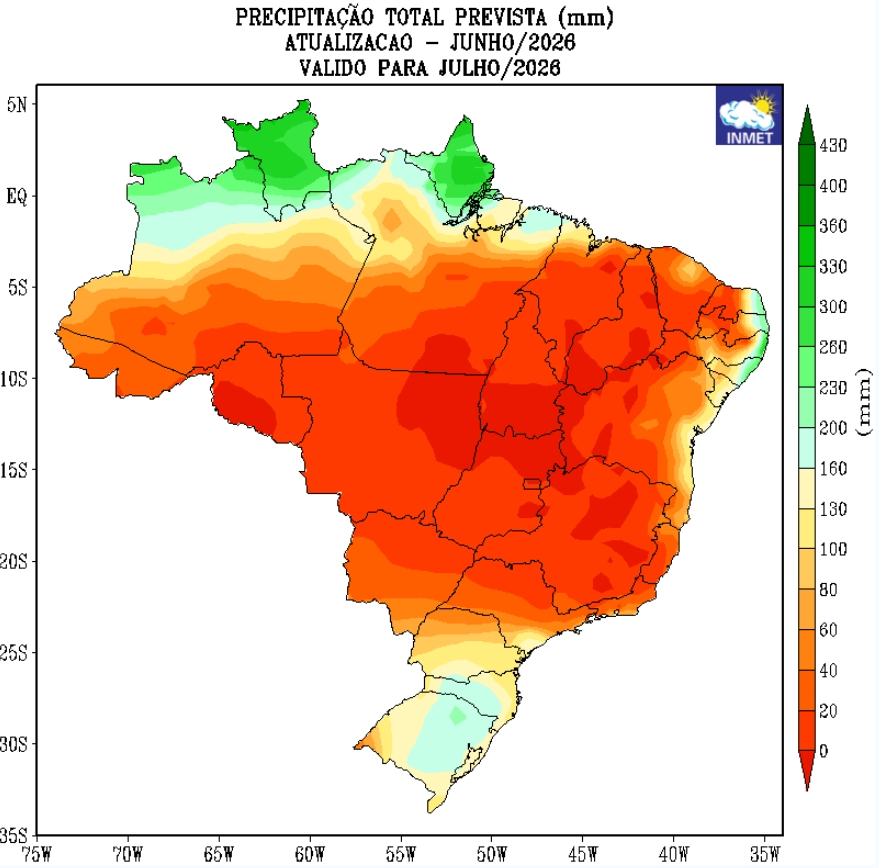 PRECIPITAÇÃO TOTAL PREVISTA (mm)
ATUALIZACAO – JUNHO/2026
VALIDO PARA JULHO/2026
INMET
5N
EQ
5S
10S
15S
20S
25S
30S
35S
75W
70W
65W
60W
55W
50W
45W
40W
35W
430
400
360
330
300
260
230
200
160
130
100
80
60
40
20
0
(mm)